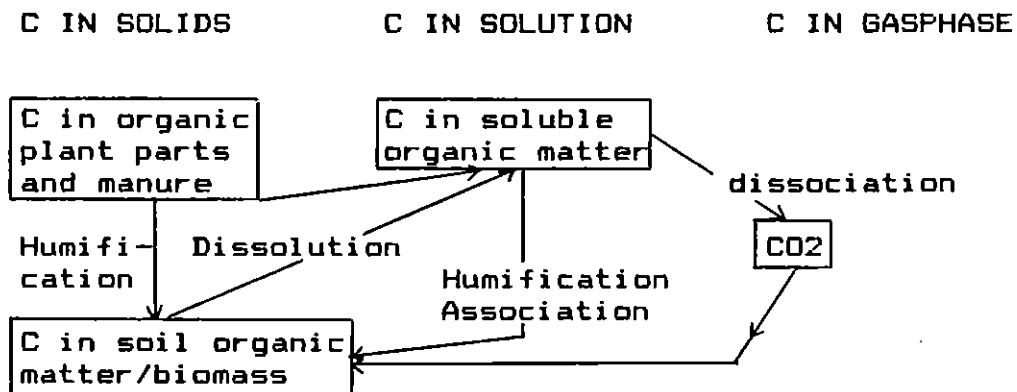 C IN SOLIDS C IN SOLUTION C IN GASPHASE
C in organic
plant parts
and manure
C in soluble
organic matter
dissociation
CO2
Humifi-
cation
Dissolution
Humification
Association
C in soil organic
matter/biomass